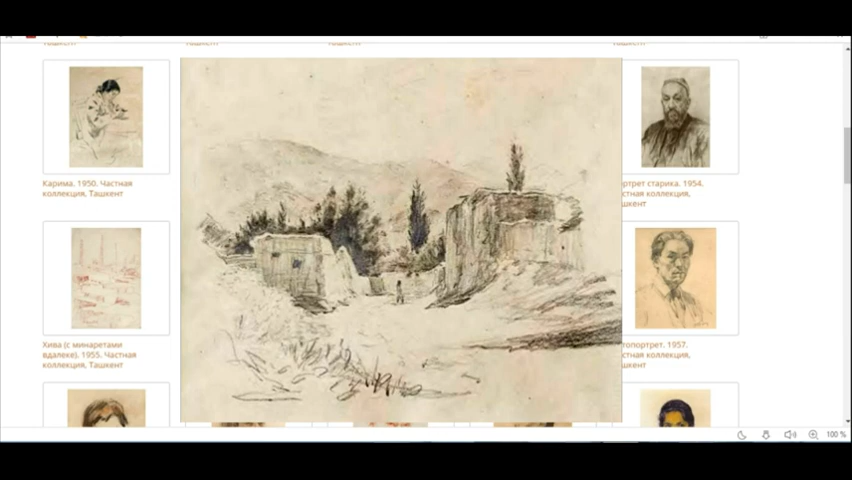 Карима. 1950. Частная
коллекция, Ташкент
ртрет старика. 1954.
стная коллекция,
шкент
Хива (с минаретами
вдалеке). 1955. Частная
коллекция, Ташкент
топортрет. 1957.
стная коллекция,
шкент
100 %